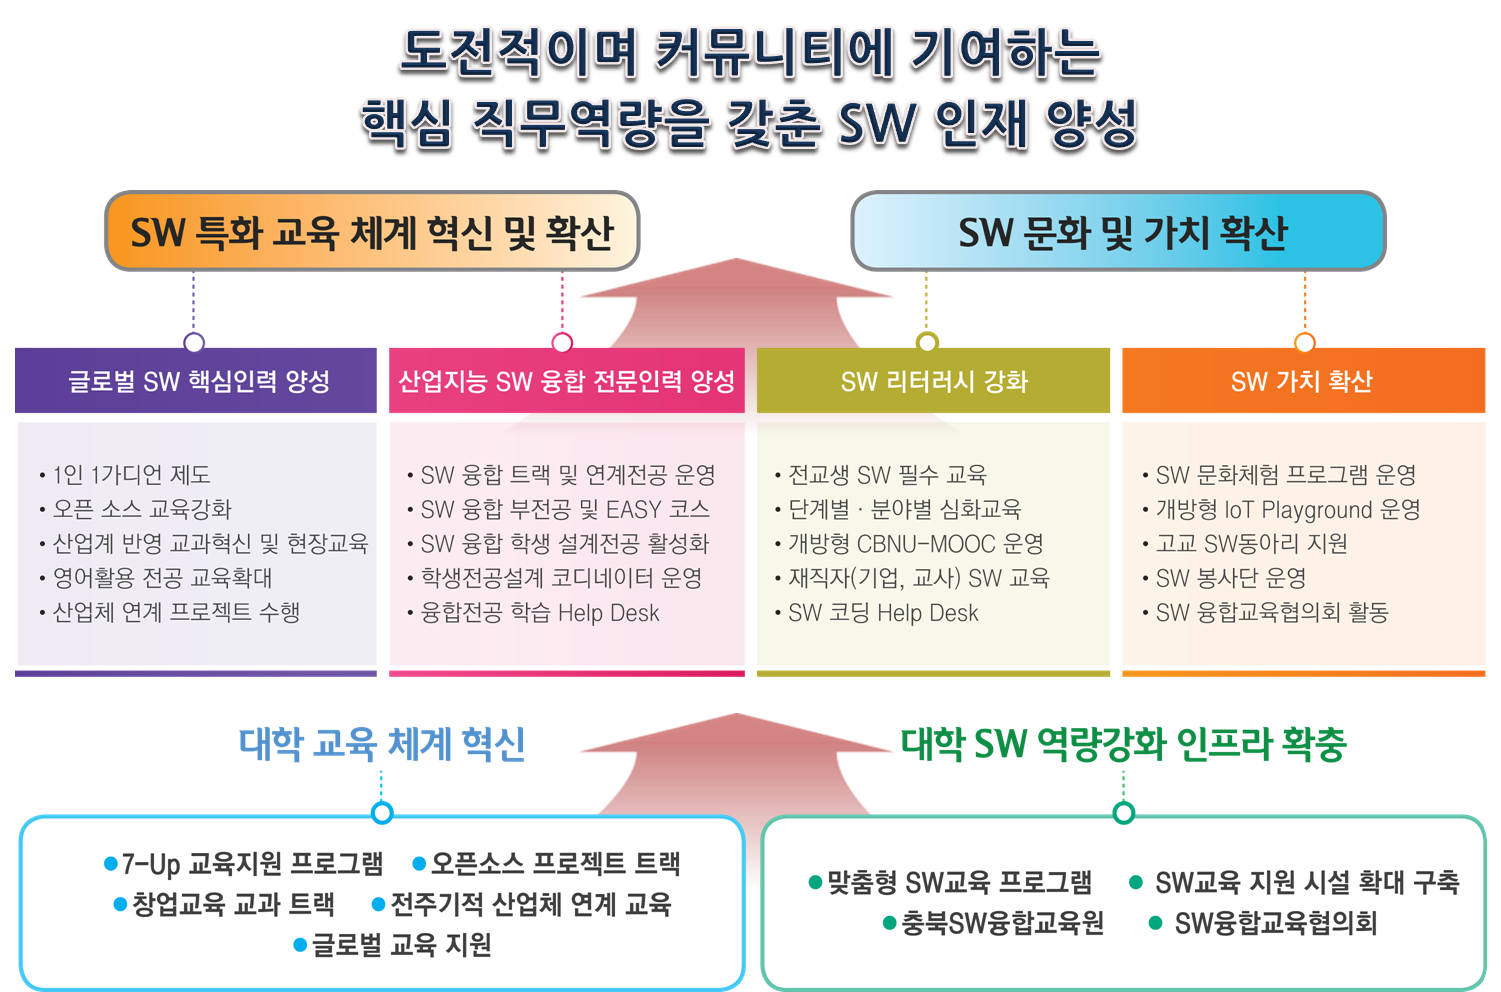 도전적이며 커뮤니티에 기여하는
핵심 직무역량을 갖춘 SW 인재 양성
SW 특화 교육 체계 혁신 및 확산
SW 문화 및 가치 확산
글로벌 SW 핵심인력 양성
• 1인 1가디언 제도
• 오픈 소스 교육강화
• 산업계 반영 교과혁신 및 현장교육
• 영어활용 전공 교육확대
• 산업체 연계 프로젝트 수행
산업지능 SW 융합 전문인력 양성
• SW 융합 트랙 및 연계전공 운영
• SW 융합 부전공 및 EASY 코스
• SW 융합 학생 설계전공 활성화
• 학생전공설계 코디네이터 운영
• 융합전공 학습 Help Desk
SW 리터러시 강화
• 전교생 SW 필수 교육
• 단계별 · 분야별 심화교육
• 개방형 CBNU-MOOC 운영
• 재직자(기업, 교사) SW 교육
• SW 코딩 Help Desk
SW 가치 확산
• SW 문화체험 프로그램 운영
• 개방형 IoT Playground 운영
• 고교 SW동아리 지원
• SW 봉사단 운영
• SW 융합교육협의회 활동
대학 교육 체계 혁신
●7-Up 교육지원 프로그램 ●오픈소스 프로젝트 트랙
●창업교육 교과 트랙 ●전주기적 산업체 연계 교육
●글로벌 교육 지원
대학 SW 역량강화 인프라 확충
●맞춤형 SW교육 프로그램 ● SW교육 지원 시설 확대 구축
●충북SW융합교육원 ● SW융합교육협의회